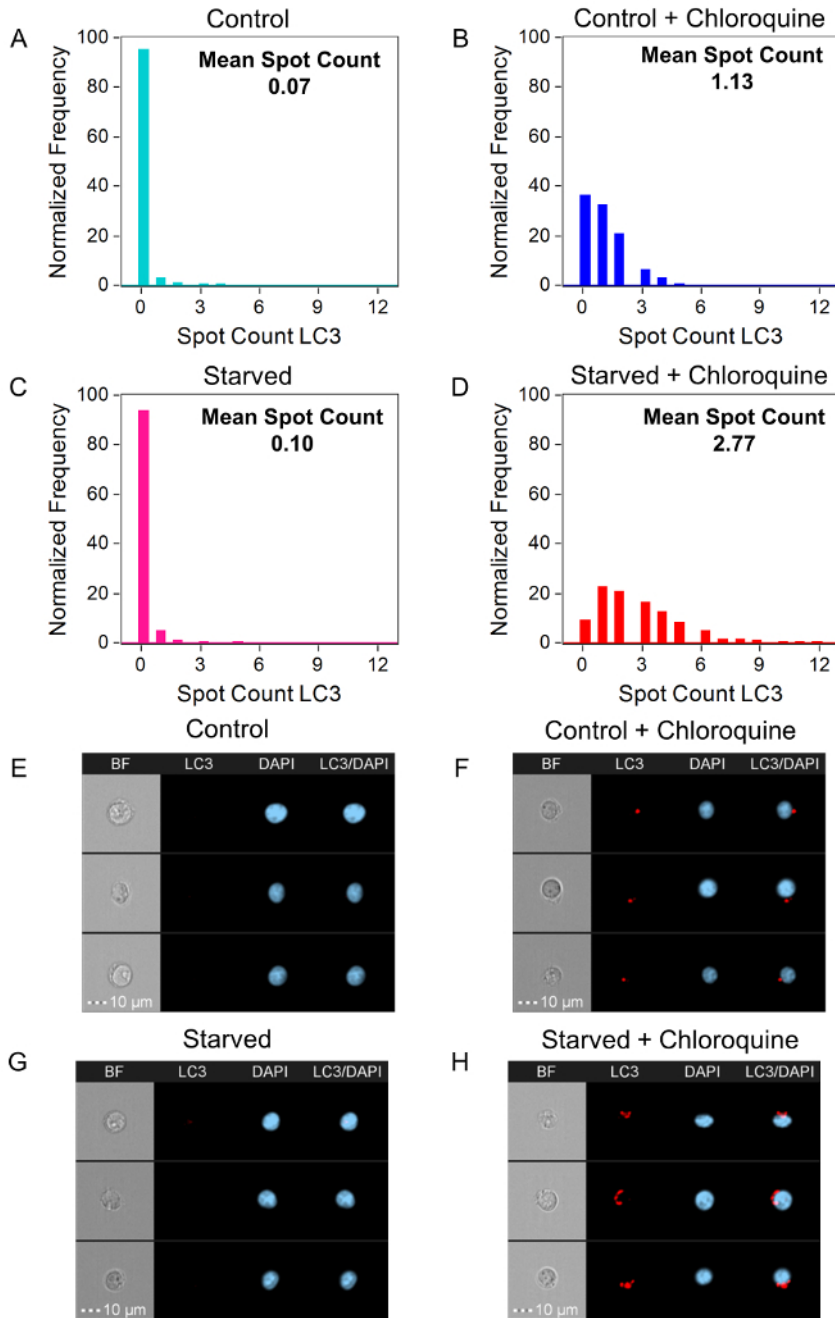 A
Control
Mean Spot Count
0.07
Normalized Frequency
100
80
60
40
20
0
0 3 6 9 12
Spot Count LC3
B
Control + Chloroquine
Mean Spot Count
1.13
Normalized Frequency
100
80
60
40
20
0
0 3 6 9 12
Spot Count LC3
C
Starved
Mean Spot Count
0.10
Normalized Frequency
100
80
60
40
20
0
0 3 6 9 12
Spot Count LC3
D
Starved + Chloroquine
Mean Spot Count
2.77
Normalized Frequency
100
80
60
40
20
0
0 3 6 9 12
Spot Count LC3
E
Control
BF LC3 DAPI LC3/DAPI
10 µm
F
Control + Chloroquine
BF LC3 DAPI LC3/DAPI
10 µm
G
Starved
BF LC3 DAPI LC3/DAPI
10 µm
H
Starved + Chloroquine
BF LC3 DAPI LC3/DAPI
10 µm